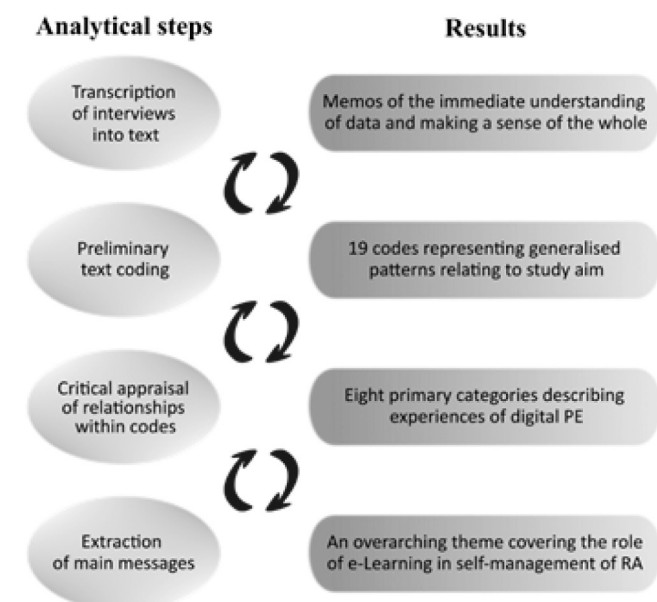 Analytical steps
Results
Transcription
of interviews
into text
Memos of the immediate understanding
of data and making a sense of the whole
Preliminary
text coding
19 codes representing generalised
patterns relating to study aim
Critical appraisal
of relationships
within codes
Eight primary categories describing
experiences of digital PE
Extraction
of main messages
An overarching theme covering the role
of e-Learning in self-management of RA